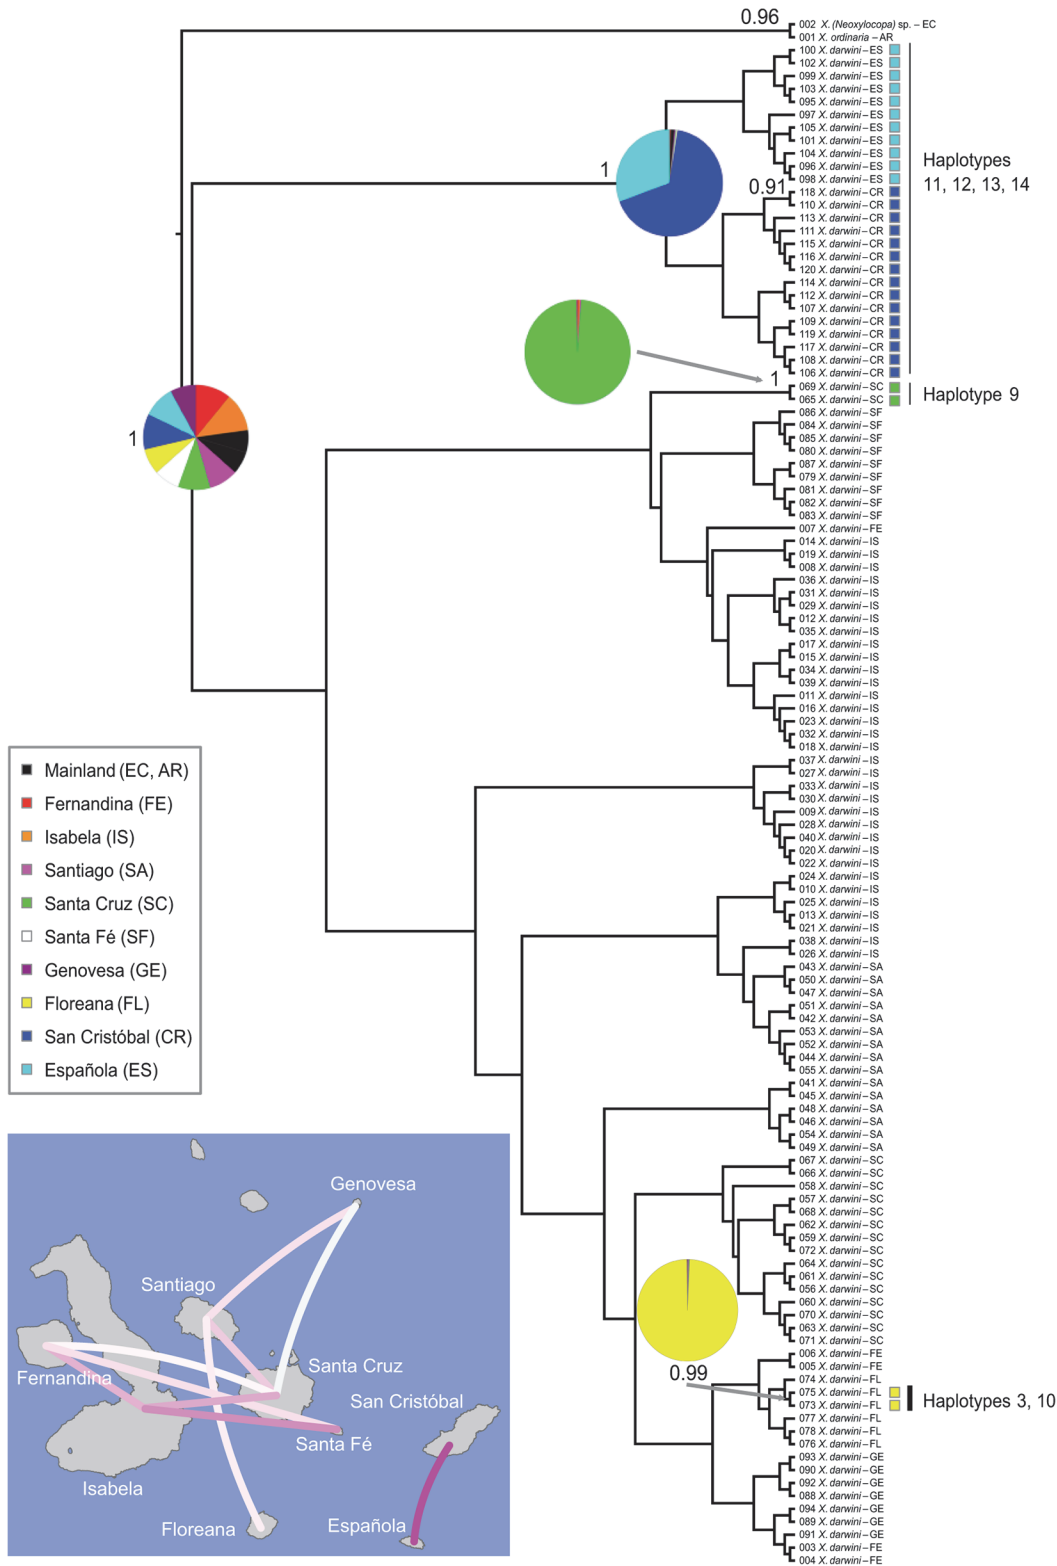 0.96
002 X. (Neoxylocopa) sp. – EC
001 X. ordinaria – AR
100 X. darwini – ES
102 X. darwini – ES
099 X. darwini – ES
103 X. darwini – ES
095 X. darwini – ES
097 X. darwini – ES
105 X. darwini – ES
101 X. darwini – ES
104 X. darwini – ES
096 X. darwini – ES
098 X. darwini – ES
Haplotypes
11, 12, 13, 14
1
0.91
118 X. darwini – CR
110 X. darwini – CR
113 X. darwini – CR
111 X. darwini – CR
115 X. darwini – CR
116 X. darwini – CR
120 X. darwini – CR
114 X. darwini – CR
112 X. darwini – CR
107 X. darwini – CR
109 X. darwini – CR
119 X. darwini – CR
117 X. darwini – CR
108 X. darwini – CR
106 X. darwini – CR
1
069 X. darwini – SC
065 X. darwini – SC
Haplotype 9
086 X. darwini – SF
084 X. darwini – SF
085 X. darwini – SF
080 X. darwini – SF
087 X. darwini – SF
079 X. darwini – SF
081 X. darwini – SF
082 X. darwini – SF
083 X. darwini – SF
1
007 X. darwini – FE
014 X. darwini – IS
019 X. darwini – IS
008 X. darwini – IS
036 X. darwini – IS
031 X. darwini – IS
029 X. darwini – IS
012 X. darwini – IS
035 X. darwini – IS
017 X. darwini – IS
015 X. darwini – IS
034 X. darwini – IS
039 X. darwini – IS
011 X. darwini – IS
016 X. darwini – IS
023 X. darwini – IS
032 X. darwini – IS
018 X. darwini – IS
037 X. darwini – IS
027 X. darwini – IS
033 X. darwini – IS
030 X. darwini – IS
009 X. darwini – IS
028 X. darwini – IS
040 X. darwini – IS
020 X. darwini – IS
022 X. darwini – IS
024 X. darwini – IS
010 X. darwini – IS
025 X. darwini – IS
013 X. darwini – IS
021 X. darwini – IS
038 X. darwini – IS
026 X. darwini – IS
043 X. darwini – SA
050 X. darwini – SA
047 X. darwini – SA
051 X. darwini – SA
042 X. darwini – SA
053 X. darwini – SA
052 X. darwini – SA
044 X. darwini – SA
055 X. darwini – SA
041 X. darwini – SA
045 X. darwini – SA
048 X. darwini – SA
046 X. darwini – SA
054 X. darwini – SA
049 X. darwini – SA
067 X. darwini – SC
066 X. darwini – SC
058 X. darwini – SC
057 X. darwini – SC
068 X. darwini – SC
062 X. darwini – SC
059 X. darwini – SC
072 X. darwini – SC
064 X. darwini – SC
061 X. darwini – SC
056 X. darwini – SC
060 X. darwini – SC
070 X. darwini – SC
063 X. darwini – SC
071 X. darwini – SC
006 X. darwini – FE
005 X. darwini – FE
0.99
074 X. darwini – FL
075 X. darwini – FL
073 X. darwini – FL
Haplotypes 3, 10
077 X. darwini – FL
078 X. darwini – FL
076 X. darwini – FL
093 X. darwini – GE
090 X. darwini – GE
092 X. darwini – GE
088 X. darwini – GE
094 X. darwini – GE
089 X. darwini – GE
091 X. darwini – GE
003 X. darwini – FE
004 X. darwini – FE
Mainland (EC, AR)
Fernandina (FE)
Isabela (IS)
Santiago (SA)
Santa Cruz (SC)
Santa Fé (SF)
Genovesa (GE)
Floreana (FL)
San Cristóbal (CR)
Española (ES)
Genovesa
Santiago
Santa Cruz
Fernandina
San Cristóbal
Santa Fé
Isabela
Floreana
Española